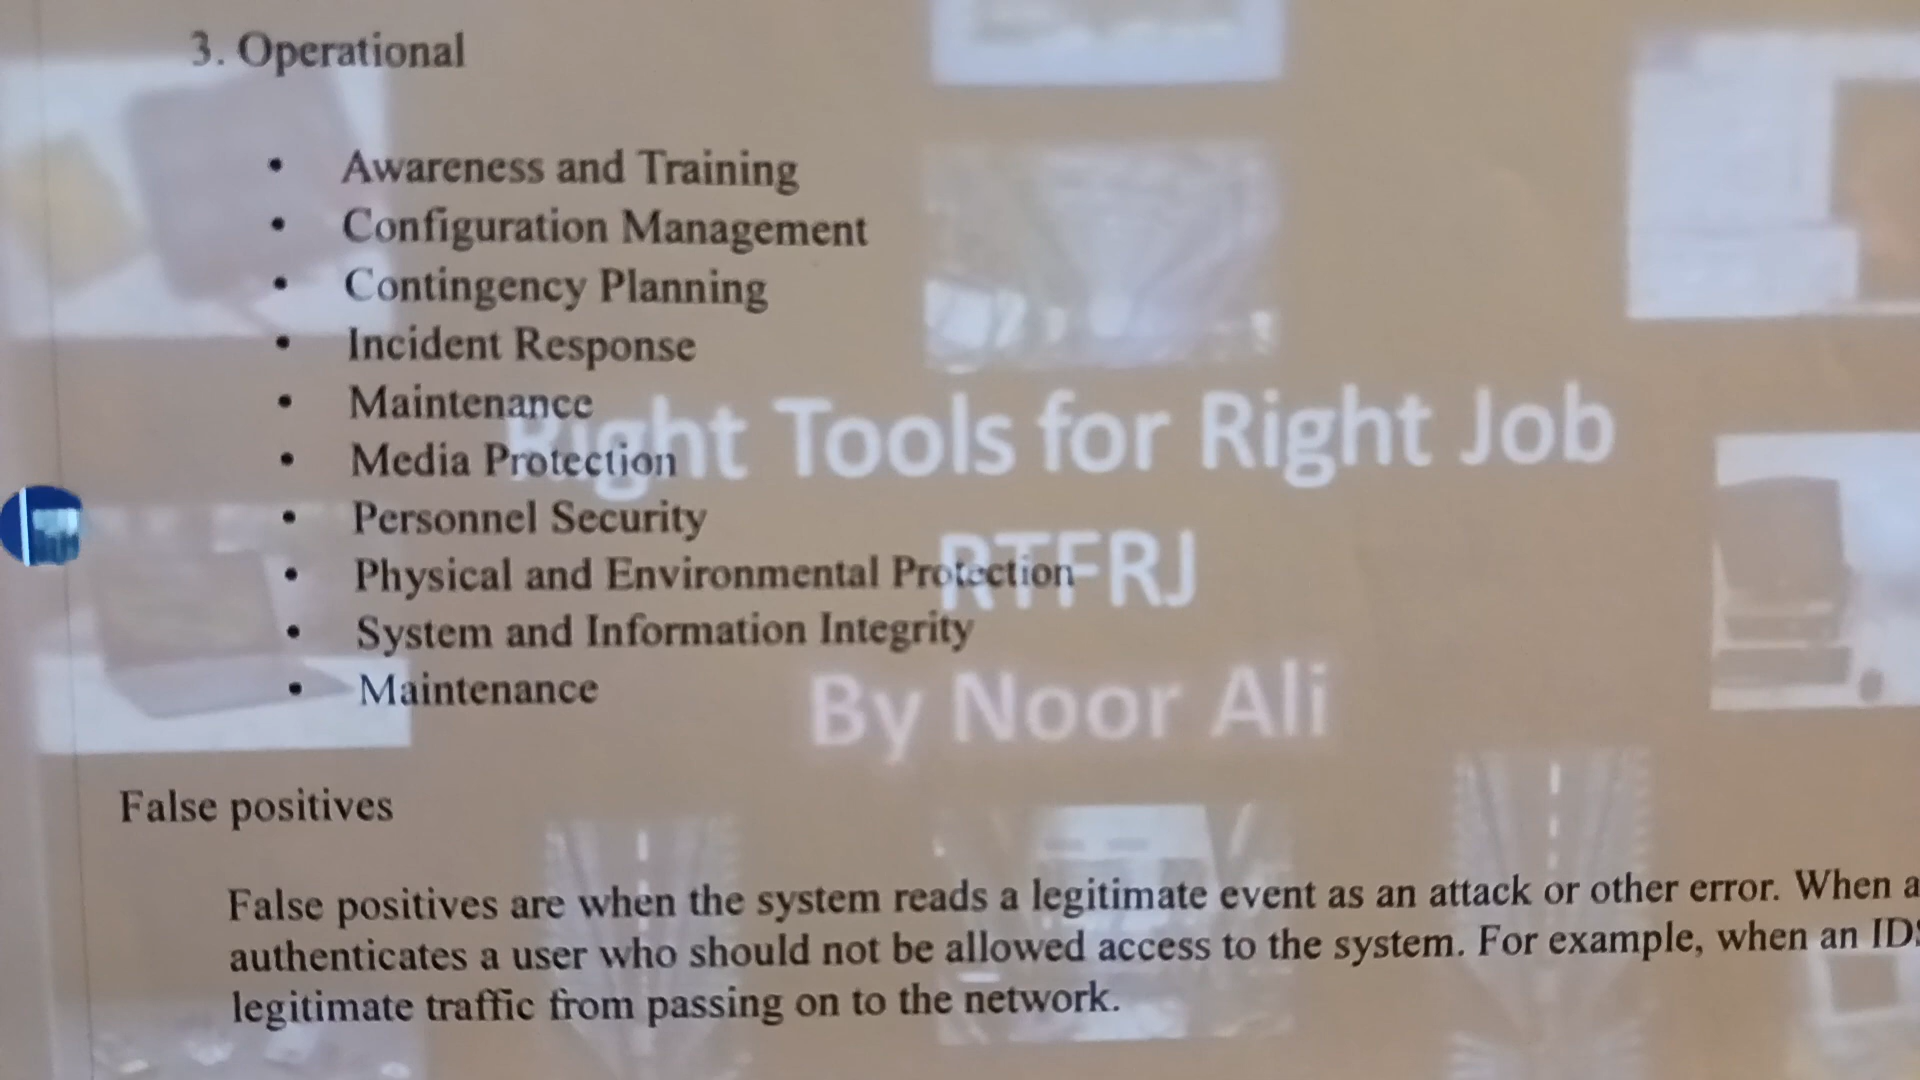 3. Operational
• Awareness and Training
• Configuration Management
• Contingency Planning
• Incident Response
• Maintenance
• Media Protection
• Personnel Security
• Physical and Environmental Protection
• System and Information Integrity
• Maintenance
Right Tools for Right Job
RTFRJ
By Noor Ali
False positives
False positives are when the system reads a legitimate event as an attack or other error. When a
authenticates a user who should not be allowed access to the system. For example, when an IDS
legitimate traffic from passing on to the network.